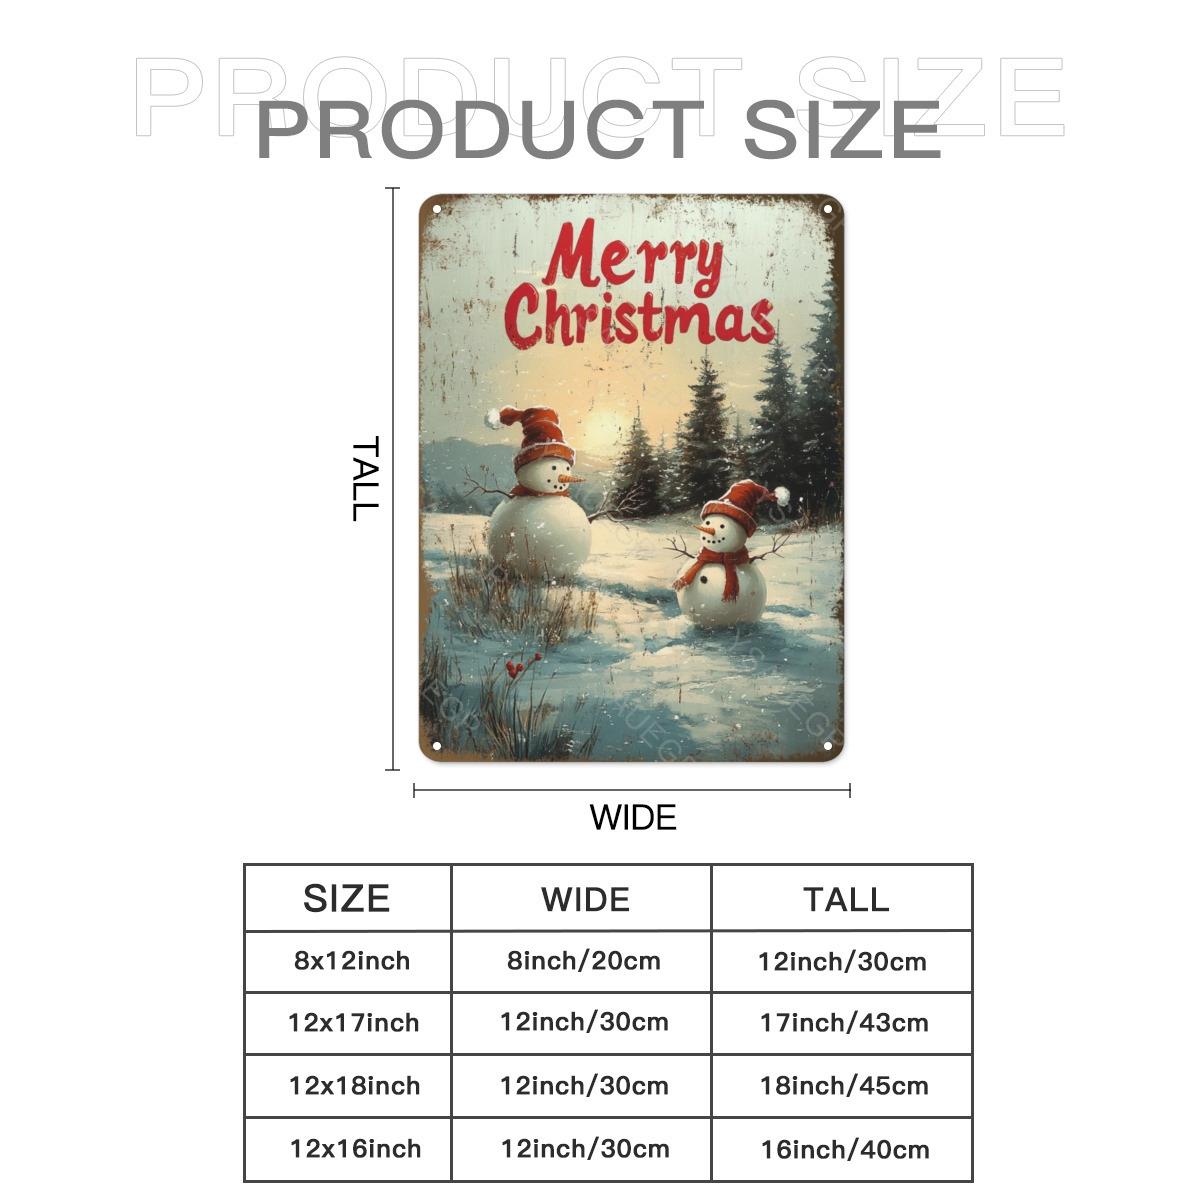 PRODUCT SIZE
PRODUCT SIZE
Merry
Christmas
TALL
WIDE
SIZE WIDE TALL
8x12inch 8inch/20cm 12inch/30cm
12x17inch 12inch/30cm 17inch/43cm
12x18inch 12inch/30cm 18inch/45cm
12x16inch 12inch/30cm 16inch/40cm